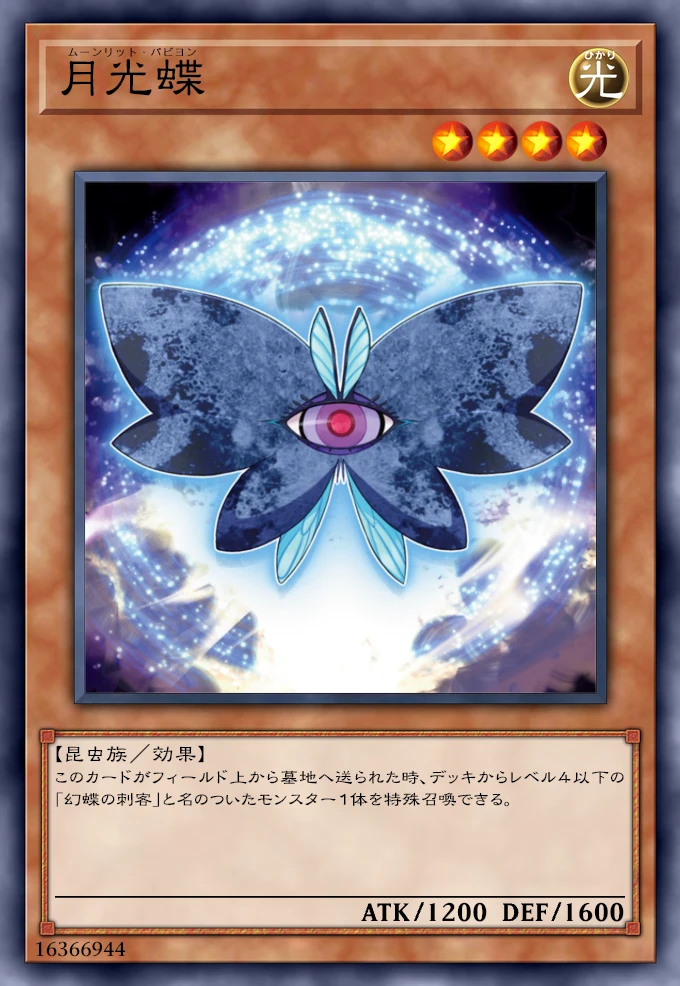 ムーンリット・パピヨン
月光蝶
ひかり
光
【昆虫族／効果】
このカードがフィールド上から墓地へ送られた時、デッキからレベル４以下の
「幻蝶の刺客」と名のついたモンスター１体を特殊召喚できる。
ATK/1200 DEF/1600
16366944